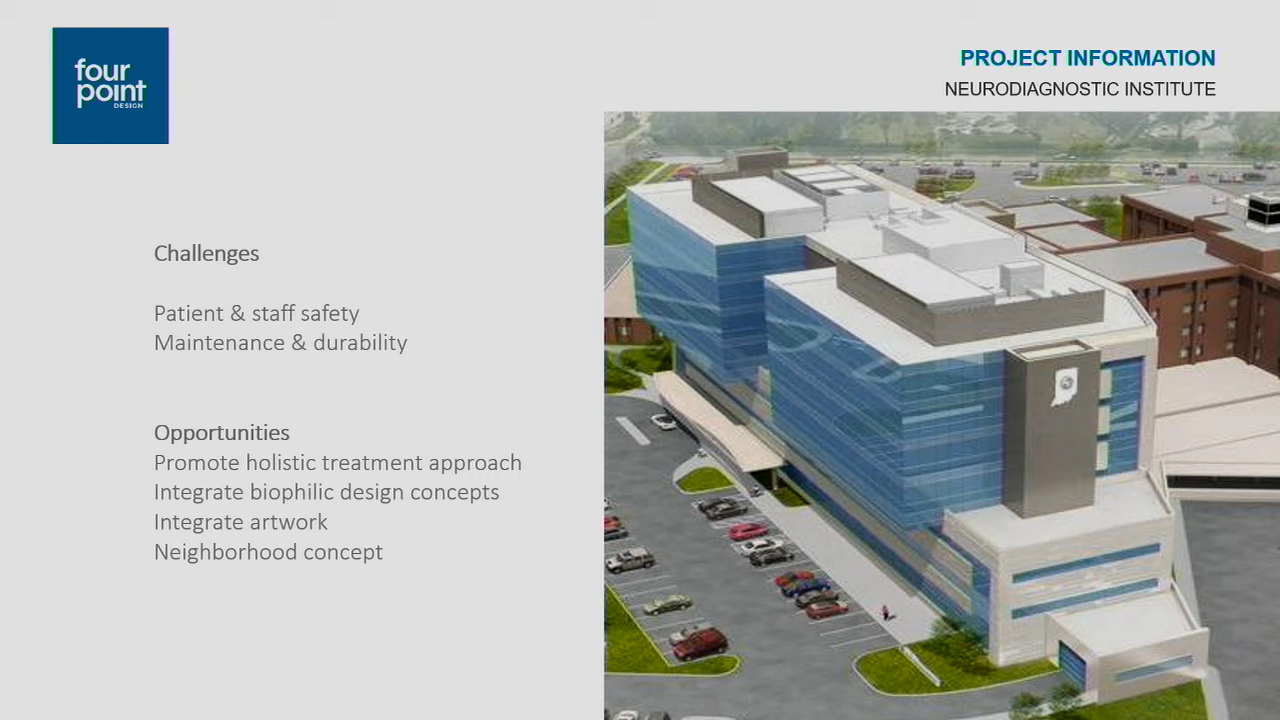 four
point
DESIGN
PROJECT INFORMATION
NEURODIAGNOSTIC INSTITUTE
Challenges
Patient & staff safety
Maintenance & durability
Opportunities
Promote holistic treatment approach
Integrate biophilic design concepts
Integrate artwork
Neighborhood concept